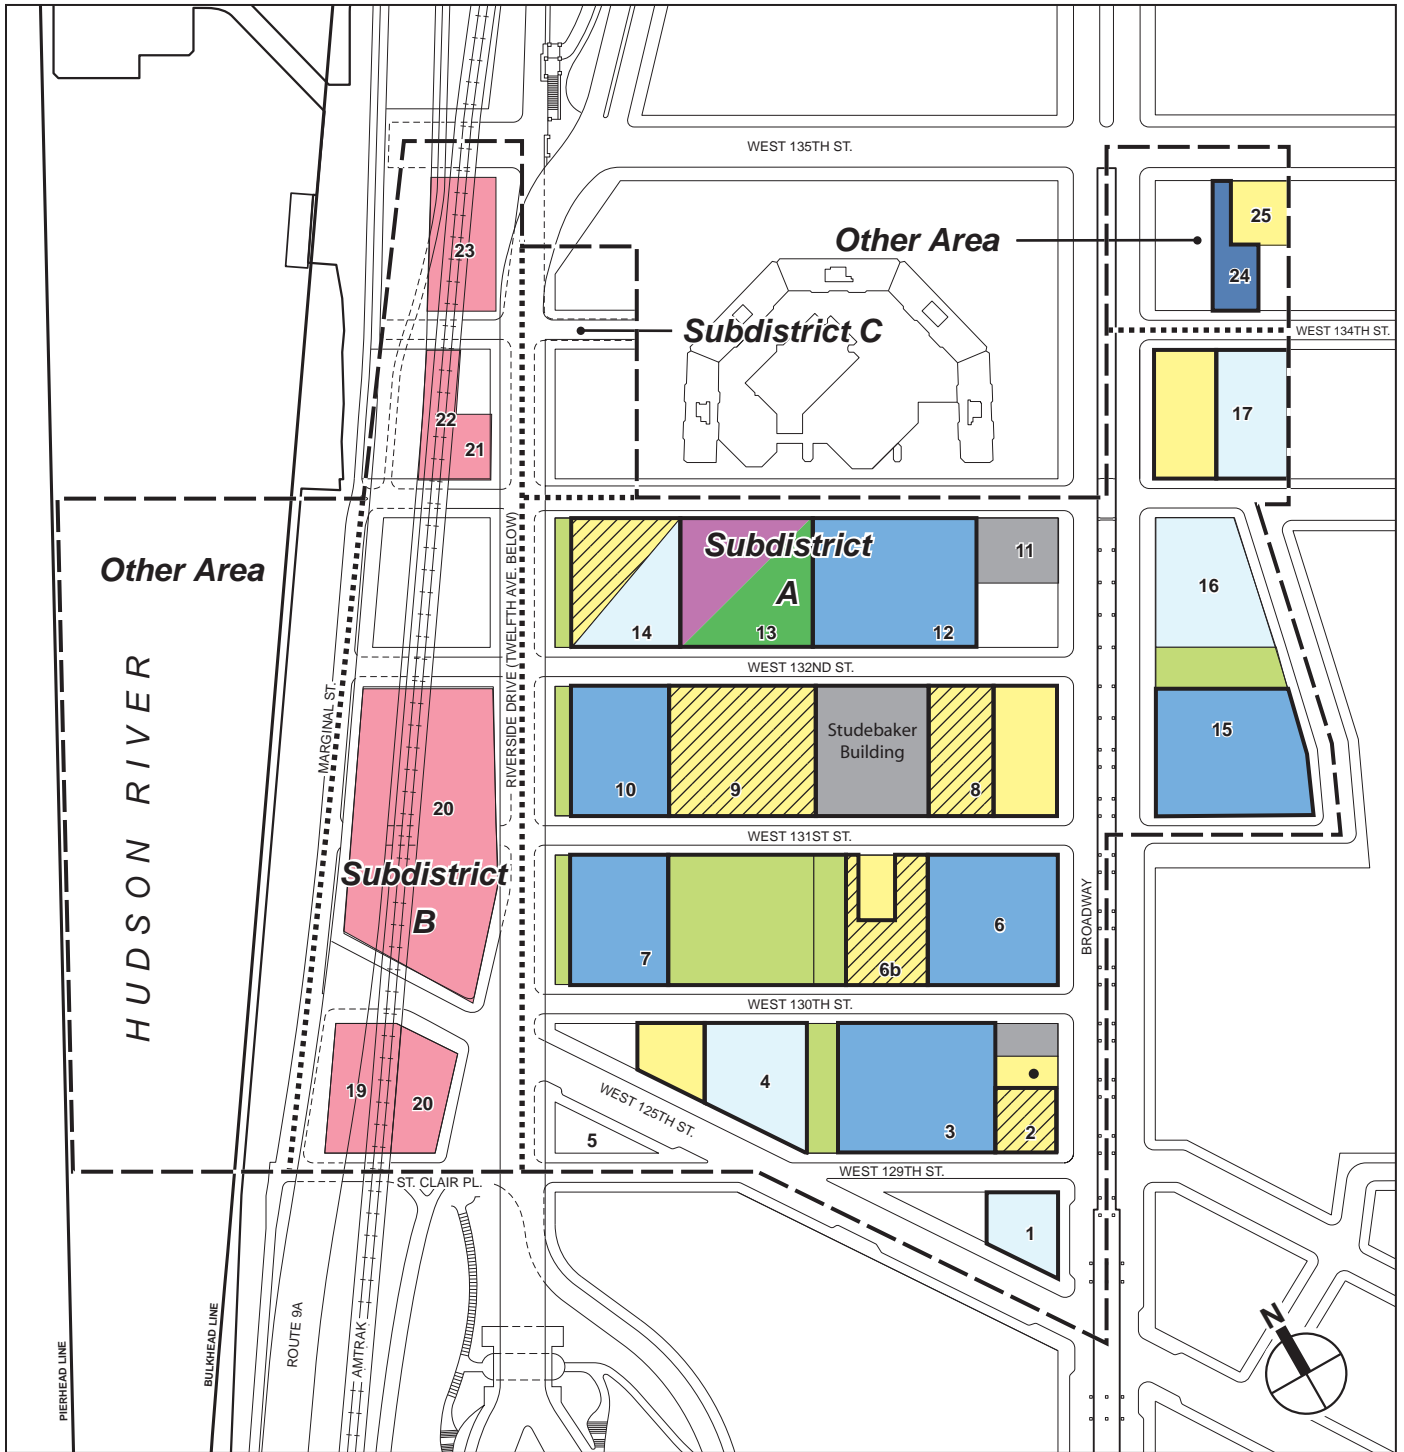 WEST 135TH ST.
25
Other Area
23
24
Subdistrict C
WEST 134TH ST.
22
21
17
Other Area
RIVERSIDE DRIVE (TWELFTH AVE. BELOW)
Subdistrict
A
11
14
13
12
16
WEST 132ND ST.
HUDSON RIVER
MARGINAL ST.
Studebaker
Building
15
10
9
8
20
WEST 131ST ST.
Subdistrict
B
BROADWAY
6
7
6b
WEST 130TH ST.
19
20
4
WEST 125TH ST.
5
3
2
WEST 129TH ST.
ST. CLAIR PL.
1
ROUTE 9A
AMTRAK
BULKHEAD LINE
PIERHEAD LINE
N